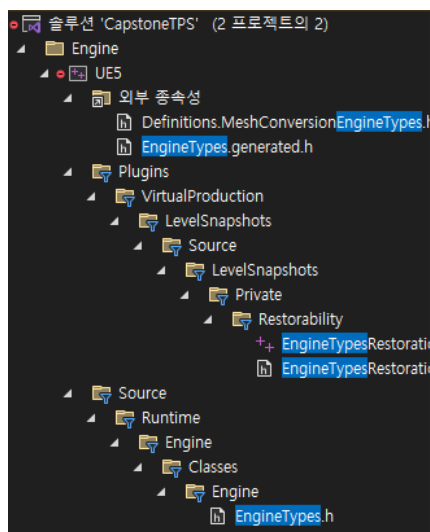 솔루션 'CapstoneTPS' (2 프로젝트의 2)
Engine
UE5
외부 종속성
Definitions.MeshConversionEngineTypes.h
EngineTypes.generated.h
Plugins
VirtualProduction
LevelSnapshots
Source
LevelSnapshots
Private
Restorability
EngineTypesRestoratio
EngineTypesRestoratio
Source
Runtime
Engine
Classes
Engine
EngineTypes.h